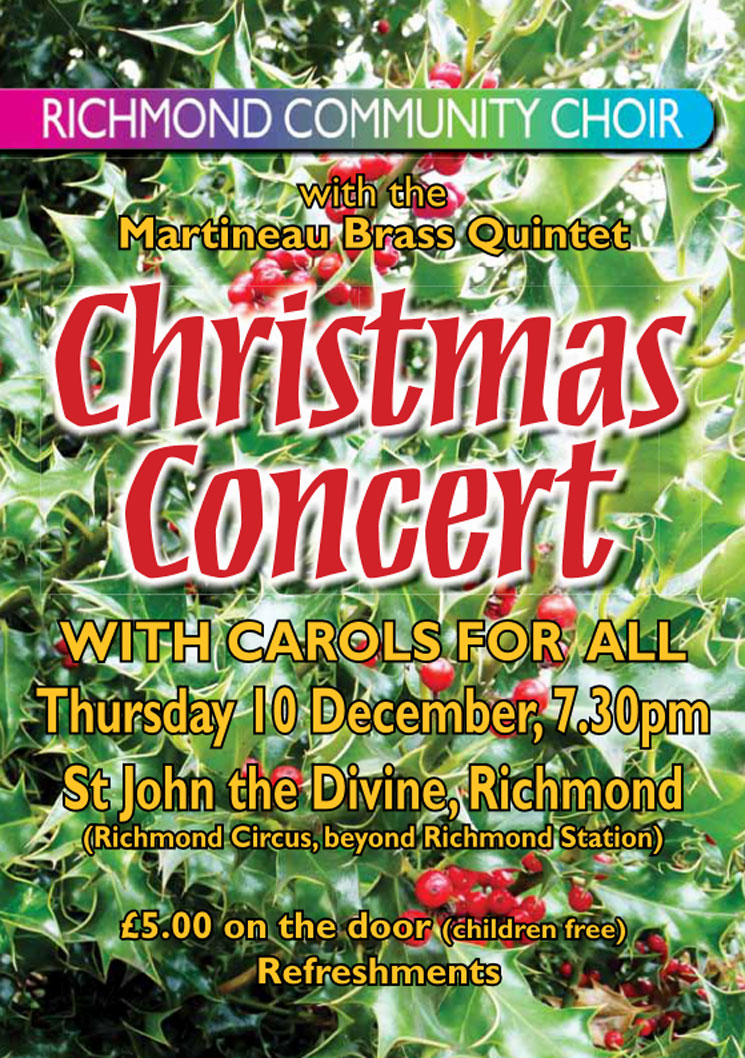 RICHMOND COMMUNITY CHOIR
with the
Martineau Brass Quintet
Christmas
Concert
WITH CAROLS FOR ALL
Thursday 10 December, 7.30pm
St John the Divine, Richmond
(Richmond Circus, beyond Richmond Station)
£5.00 on the door (children free)
Refreshments